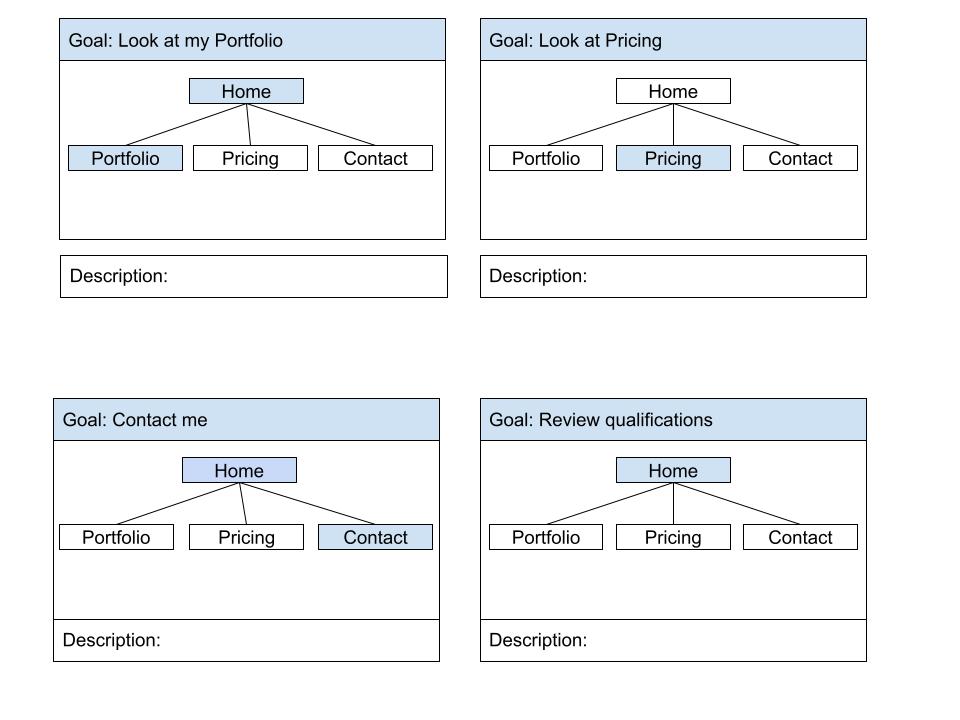 Goal: Look at my Portfolio
Home
Portfolio Pricing Contact
Description:
Goal: Look at Pricing
Home
Portfolio Pricing Contact
Description:
Goal: Contact me
Home
Portfolio Pricing Contact
Description:
Goal: Review qualifications
Home
Portfolio Pricing Contact
Description: